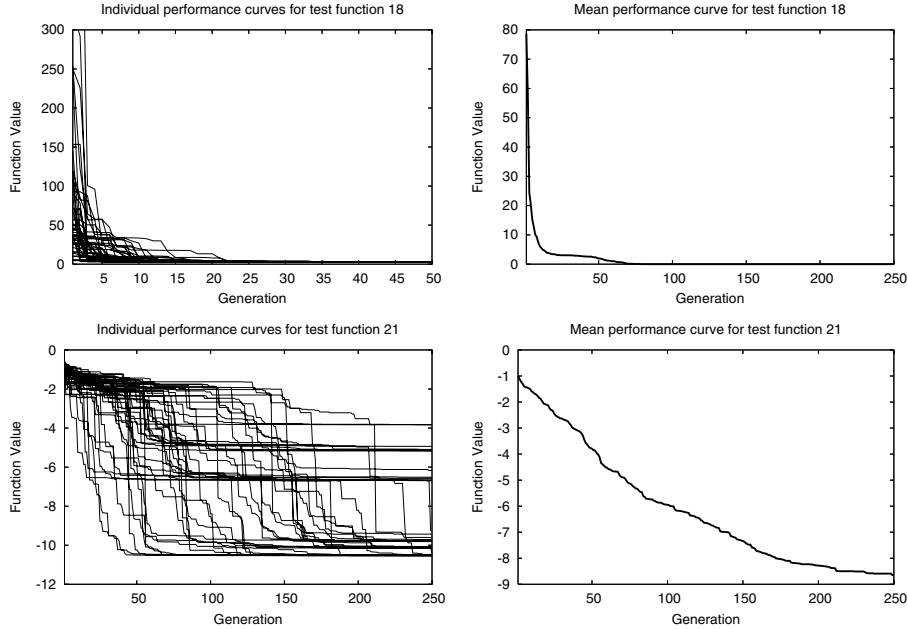 Individual performance curves for test function 18
300
250
200
150
100
50
0
Function Value
5 10 15 20 25 30 35 40 45 50
Generation
Mean performance curve for test function 18
80
70
60
50
40
30
20
10
0
Function Value
50 100 150 200 250
Generation
Individual performance curves for test function 21
0
-2
-4
-6
-8
-10
-12
Function Value
50 100 150 200 250
Generation
Mean performance curve for test function 21
0
-1
-2
-3
-4
-5
-6
-7
-8
-9
Function Value
50 100 150 200 250
Generation